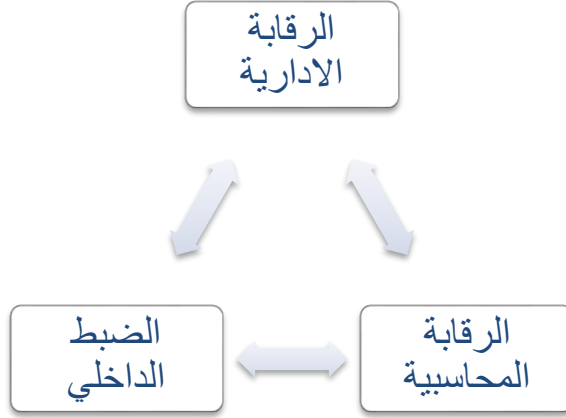 الرقابة
الادارية
الرقابة
المحاسبية
الضبط
الداخلي